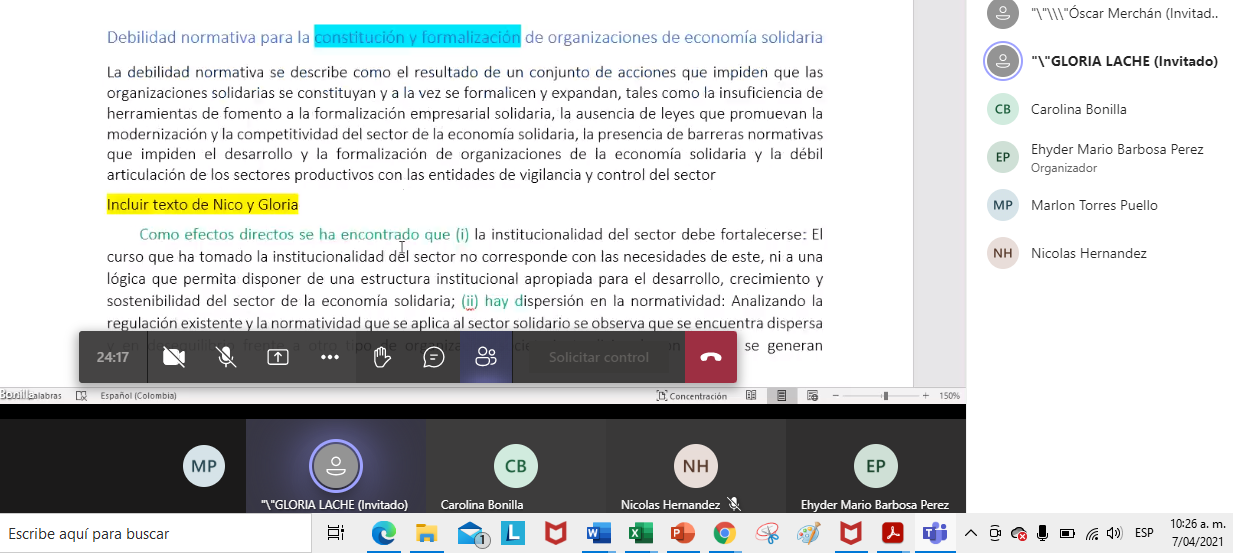 Debilidad normativa para la constitución y formalización de organizaciones de economía solidaria
La debilidad normativa se describe como el resultado de un conjunto de acciones que impiden que las
organizaciones solidarias se constituyan y a la vez se formalicen y expandan, tales como la insuficiencia de
herramientas de fomento a la formalización empresarial solidaria, la ausencia de leyes que promuevan la
modernización y la competitividad del sector de la economía solidaria, la presencia de barreras normativas
que impiden el desarrollo y la formalización de organizaciones de la economía solidaria y la débil
articulación de los sectores productivos con las entidades de vigilancia y control del sector
Incluir texto de Nico y Gloria
Como efectos directos se ha encontrado que (i) la institucionalidad del sector debe fortalecerse: El
curso que ha tomado la institucionalidad del sector no corresponde con las necesidades de este, ni a una
lógica que permita disponer de una estructura institucional apropiada para el desarrollo, crecimiento y
sostenibilidad del sector de la economía solidaria; (ii) hay dispersión en la normatividad: Analizando la
regulación existente y la normatividad que se aplica al sector solidario se observa que se encuentra dispersa
y en desequilibrio frente a otro tipo de se generan
24:17
Solicitar control
Bonilla
Español (Colombia)
Concentración
150%
"\"\\\"Óscar Merchán (Invitad..
"\"GLORIA LACHE (Invitado)
CB
Carolina Bonilla
EP
Ehyder Mario Barbosa Perez
Organizador
MP
Marlon Torres Puello
NH
Nicolas Hernandez
MP
"\"GLORIA LACHE (Invitado)
CB
Carolina Bonilla
NH
Nicolas Hernandez
EP
Ehyder Mario Barbosa Perez
Escribe aquí para buscar
1
L
ESP
10:26 a. m.
7/04/2021